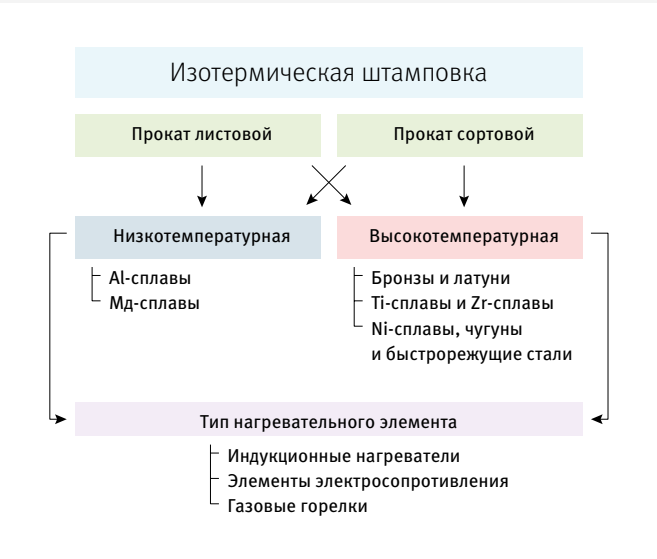 Изотермическая штамповка
Прокат листовой
Прокат сортовой
Низкотемпературная
Высокотемпературная
Al-сплавы
Мд-сплавы
Бронзы и латуни
Ti-сплавы и Zr-сплавы
Ni-сплавы, чугуны
и быстрорежущие стали
Тип нагревательного элемента
Индукционные нагреватели
Элементы электросопротивления
Газовые горелки